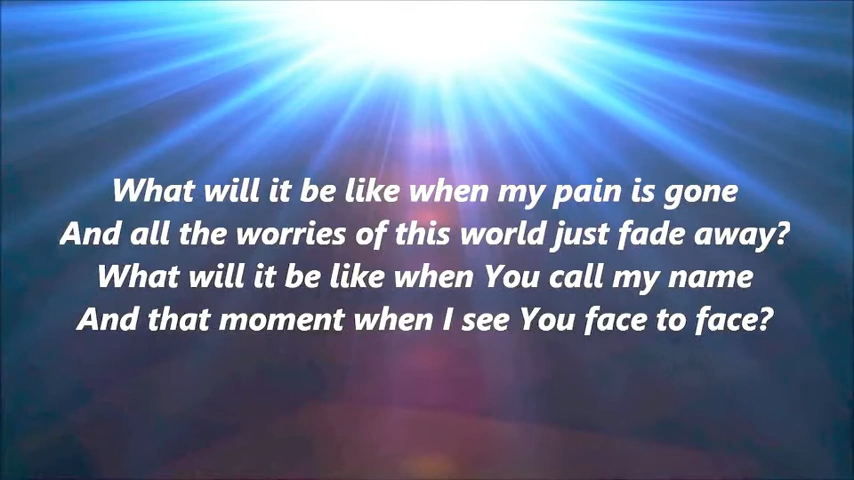 What will it be like when my pain is gone
And all the worries of this world just fade away?
What will it be like when You call my name
And that moment when I see You face to face?